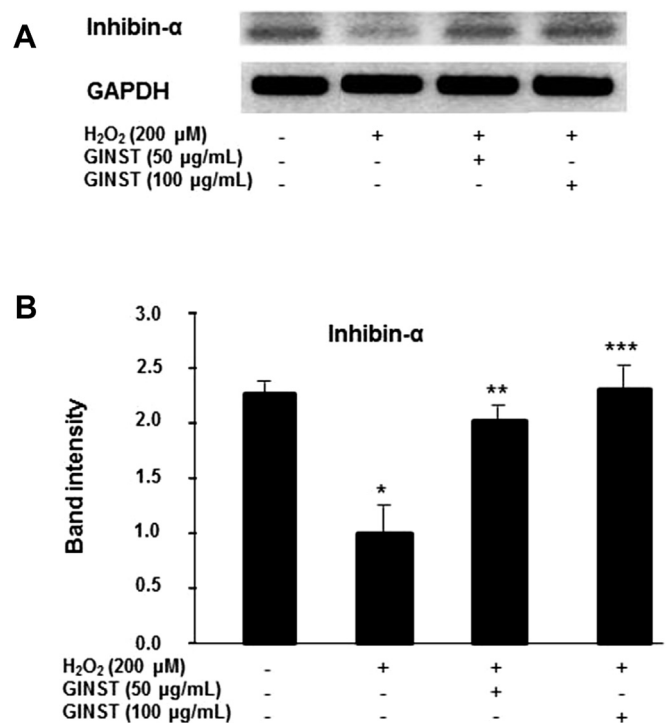 A
Inhibin-α
GAPDH
H₂O₂ (200 µM) - + + +
GINST (50 µg/mL) - - + -
GINST (100 µg/mL) - - - +
B
Inhibin-α
Band intensity
3.0
2.5
2.0
1.5
1.0
0.5
0.0
* ** ***
H₂O₂ (200 µM) - + + +
GINST (50 µg/mL) - - + -
GINST (100 µg/mL) - - - +